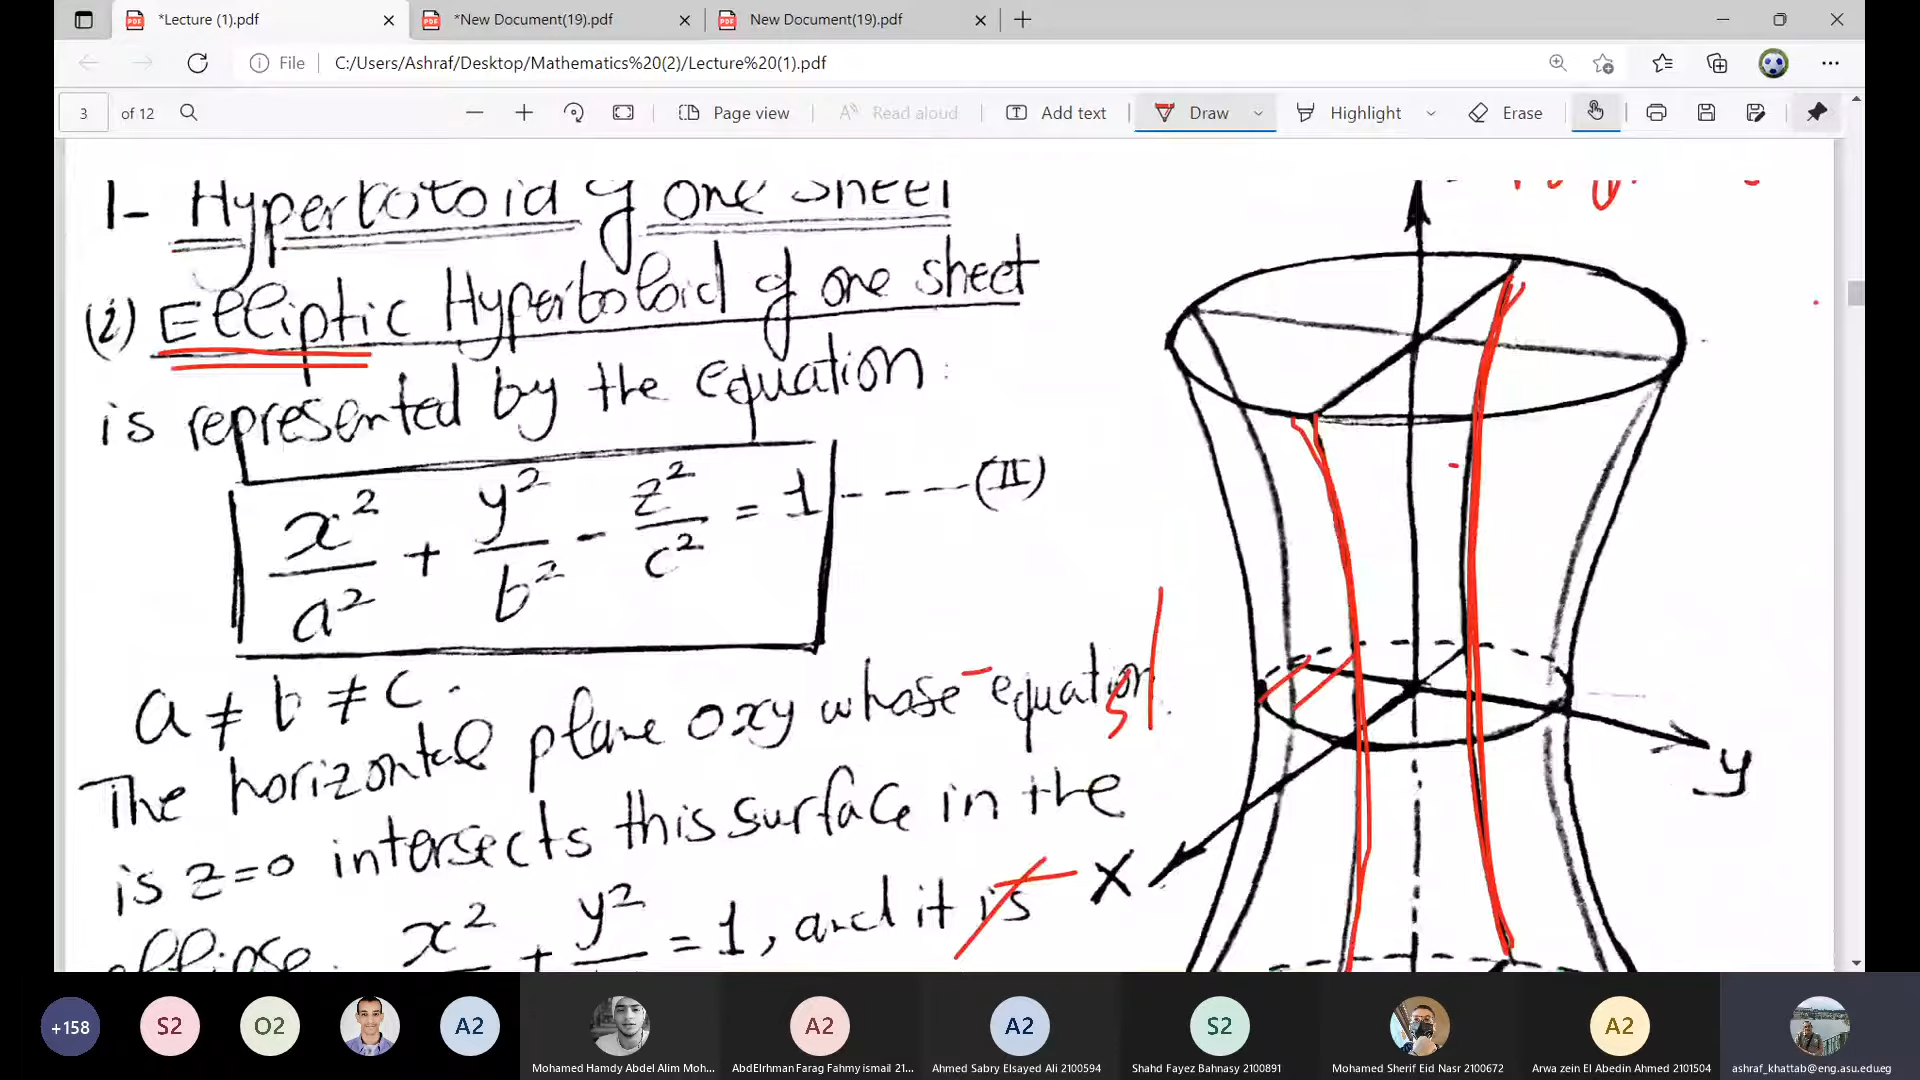 *Lecture (1).pdf
*New Document(19).pdf
New Document(19).pdf
File
C:/Users/Ashraf/Desktop/Mathematics%20(2)/Lecture%20(1).pdf
3 of 12
Page view
Read aloud
Add text
Draw
Highlight
Erase
1- Hyperboloid of one sheet
(i) Elliptic Hyperboloid of one sheet
is represented by the equation:
x²/a² + y²/b² - z²/c² = 1 ---- (II)
a ≠ b ≠ c.
The horizontal plane oxy whose equation
is z=0 intersects this surface in the
ellipse x²
+ y²
= 1, and it is
y
X
+158
S2
O2
A2
Mohamed Hamdy Abdel Alim Moh...
A2
AbdElrhman Farag Fahmy ismail 21...
A2
Ahmed Sabry Elsayed Ali 2100594
S2
Shahd Fayez Bahnasy 2100891
Mohamed Sherif Eid Nasr 2100672
A2
Arwa zein El Abedin Ahmed 2101504
ashraf_khattab@eng.asu.edu.eg